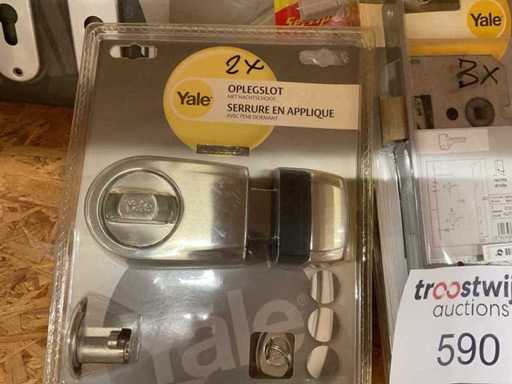 2x
OPLEGSLOT
MET NACHTSCHOOT
Yale
SERRURE EN APPLIQUE
AVEC PENE DORMANT
Yale
Yale
Yale
3x
troostwij
auctions
590